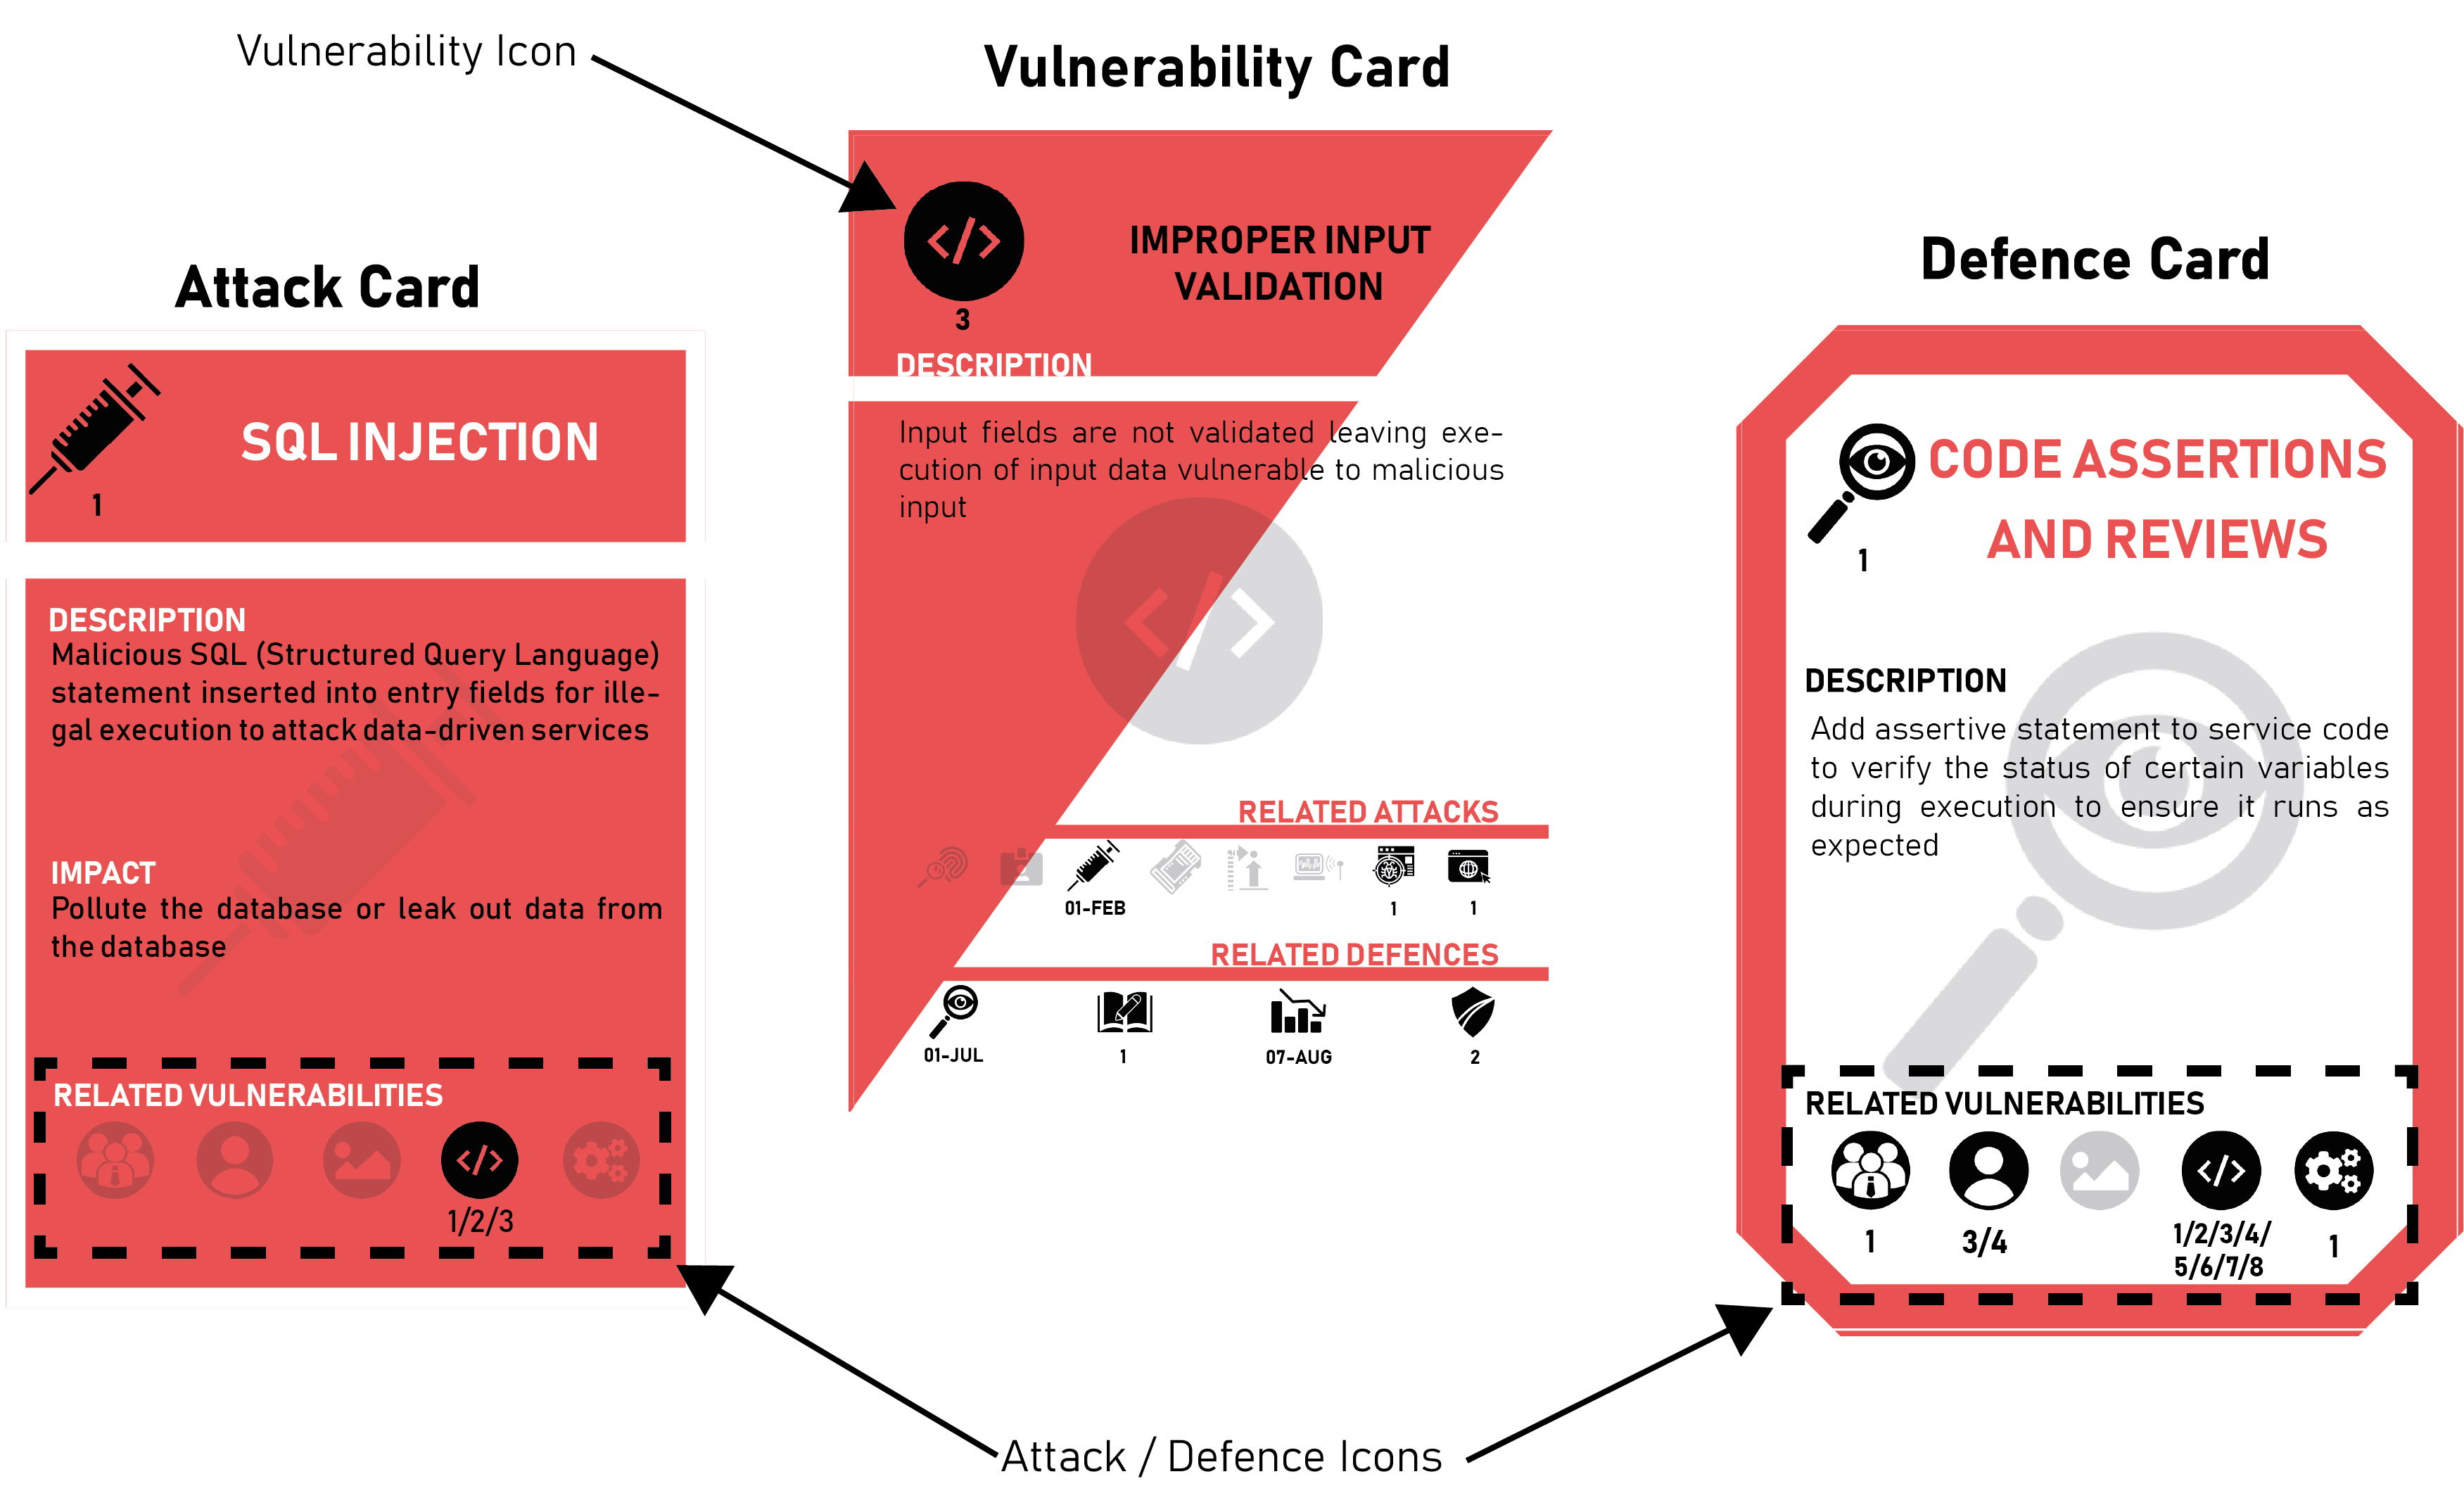 Vulnerability Icon
Vulnerability Card
Attack Card
Defence Card
SQL INJECTION
1
DESCRIPTION
Malicious SQL (Structured Query Language)
statement inserted into entry fields for ille-
gal execution to attack data-driven services
IMPACT
Pollute the database or leak out data from
the database
RELATED VULNERABILITIES
1/2/3
3
IMPROPER INPUT
VALIDATION
DESCRIPTION
Input fields are not validated leaving exe-
cution of input data vulnerable to malicious
input
RELATED ATTACKS
01-FEB 1 1
RELATED DEFENCES
01-JUL 1 07-AUG 2
CODE ASSERTIONS
AND REVIEWS
1
DESCRIPTION
Add assertive statement to service code
to verify the status of certain variables
during execution to ensure it runs as
expected
RELATED VULNERABILITIES
1 3/4 1/2/3/4/ 1
5/6/7/8
Attack / Defence Icons